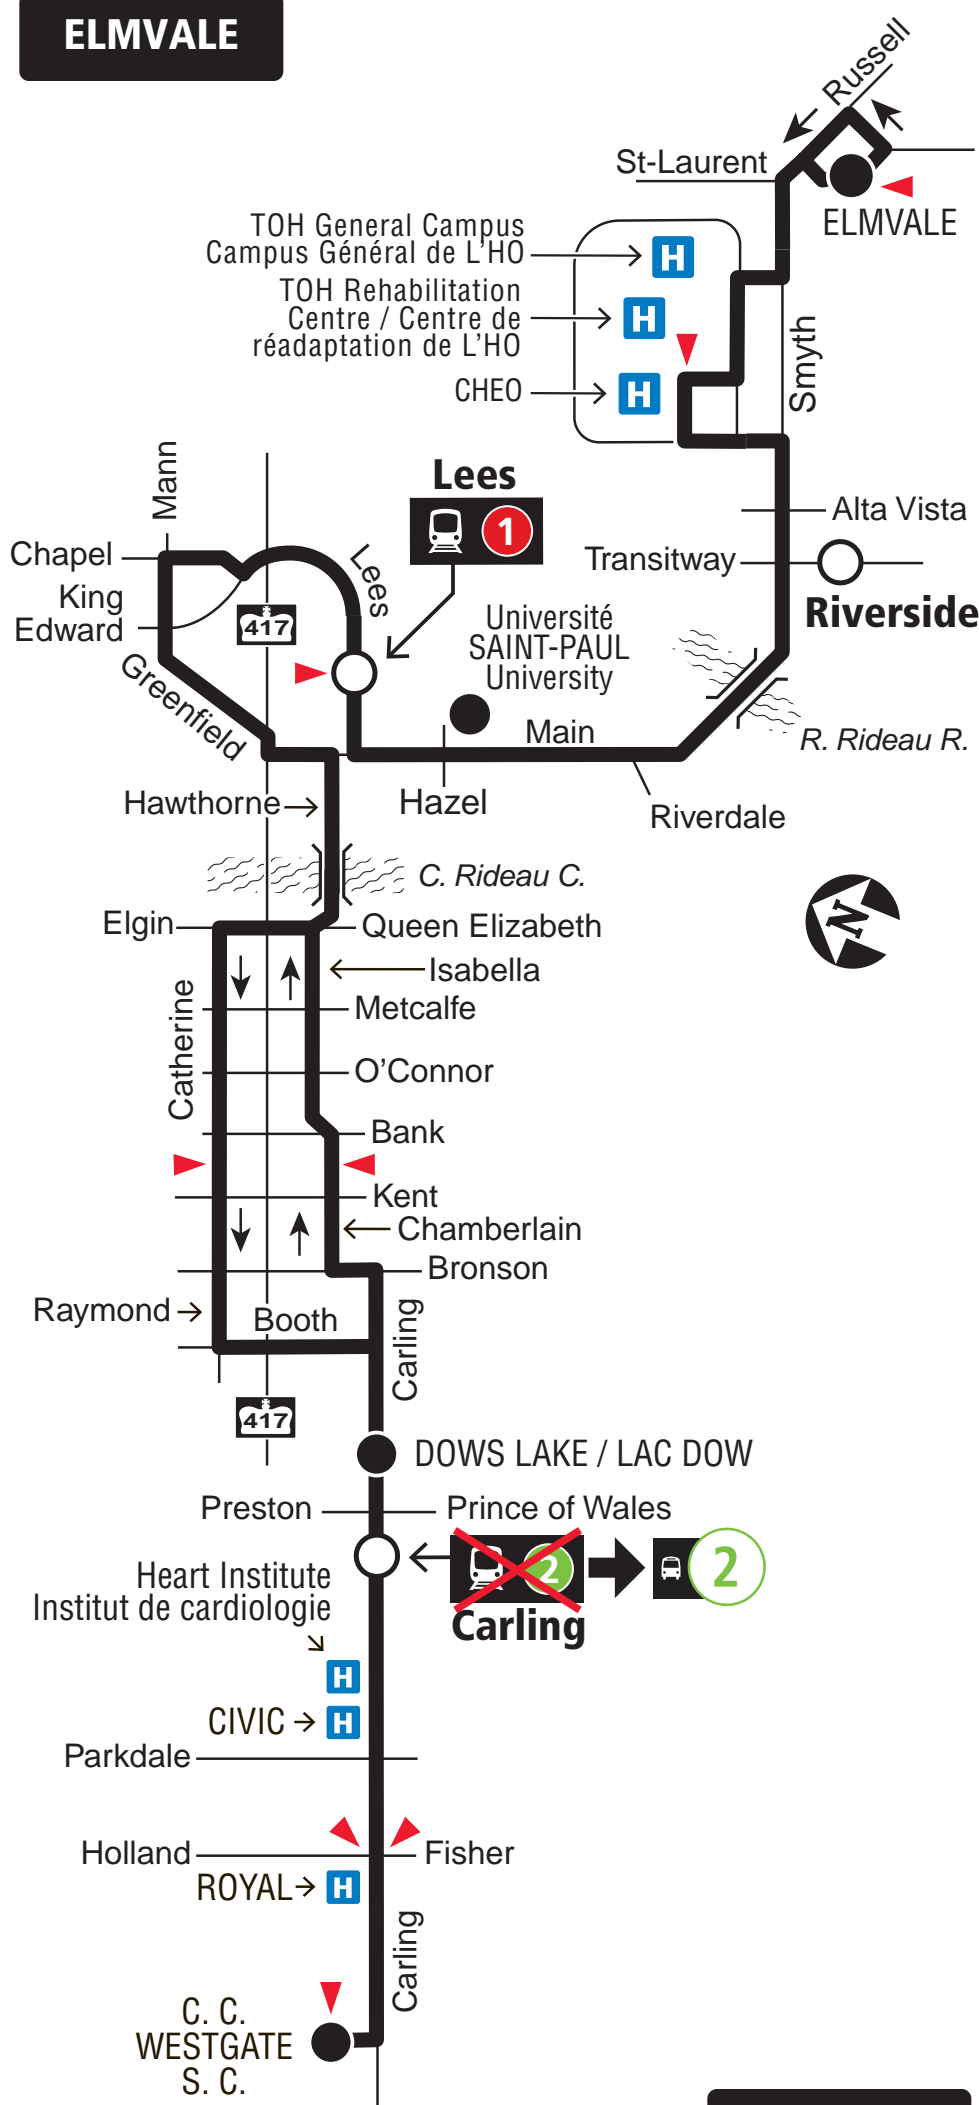 ELMVALE
Russell
St-Laurent
ELMVALE
TOH General Campus
Campus Général de L'HO
H
TOH Rehabilitation
Centre / Centre de
réadaptation de L'HO
H
CHEO
H
Smyth
Mann
Lees
1
Alta Vista
Chapel
Lees
Transitway
King
Edward
417
Riverside
Université
SAINT-PAUL
University
Greenfield
Main
R. Rideau R.
Hawthorne
Hazel
Riverdale
C. Rideau C.
N
Elgin
Queen Elizabeth
Isabella
Catherine
Metcalfe
O'Connor
Bank
Kent
Chamberlain
Bronson
Raymond
Booth
Carling
417
DOWS LAKE / LAC DOW
Preston
Prince of Wales
2
2
Carling
Heart Institute
Institut de cardiologie
H
CIVIC
H
Parkdale
Holland
Fisher
ROYAL
H
Carling
C. C.
WESTGATE
S. C.